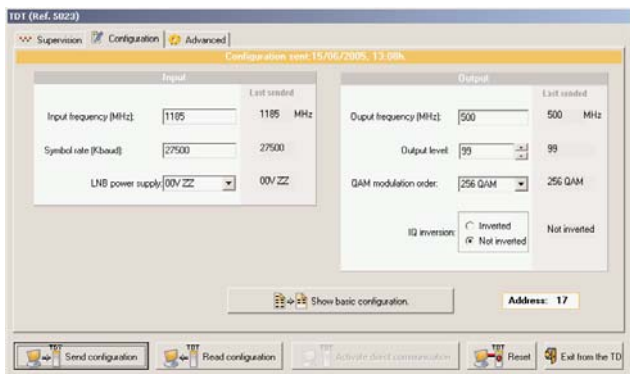 TDT (Ref. 5023)
Supervision Configuration Advanced
Configuration sent:15/06/2005, 13:08h.
Input
Last sended
Input frequency (MHz): 1185 1185 MHz
Symbol rate (Kbaud): 27500 27500
LNB power supply: 00V ZZ 00V ZZ
Output
Last sended
Ouput frequency (MHz): 500 500 MHz
Output level: 99 99
QAM modulation order: 256 QAM 256 QAM
IQ inversion: Inverted
Not inverted Not inverted
Show basic configuration.
Address: 17
TDT Send configuration
TDT Read configuration
TDT Activate direct communication
TDT Reset
Exit from the TD